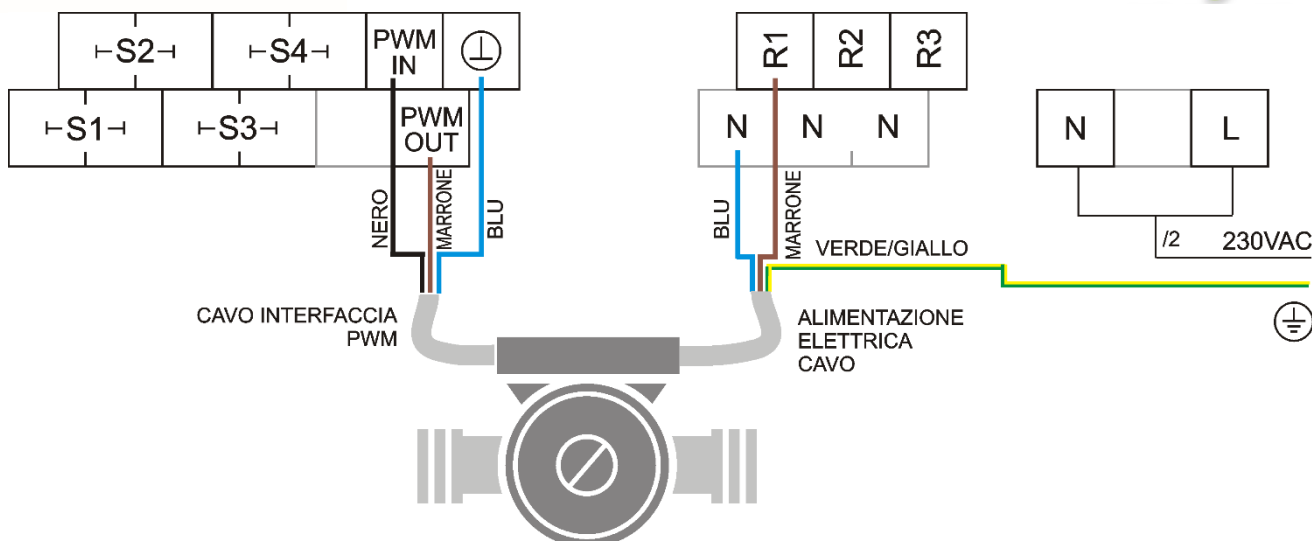 S2
S4
PWM
IN
R1
R2
R3
S1
S3
PWM
OUT
N
N
N
N
L
NERO
MARRONE
BLU
BLU
MARRONE
VERDE/GIALLO
/2
230VAC
CAVO INTERFACCIA
PWM
ALIMENTAZIONE
ELETTRICA
CAVO